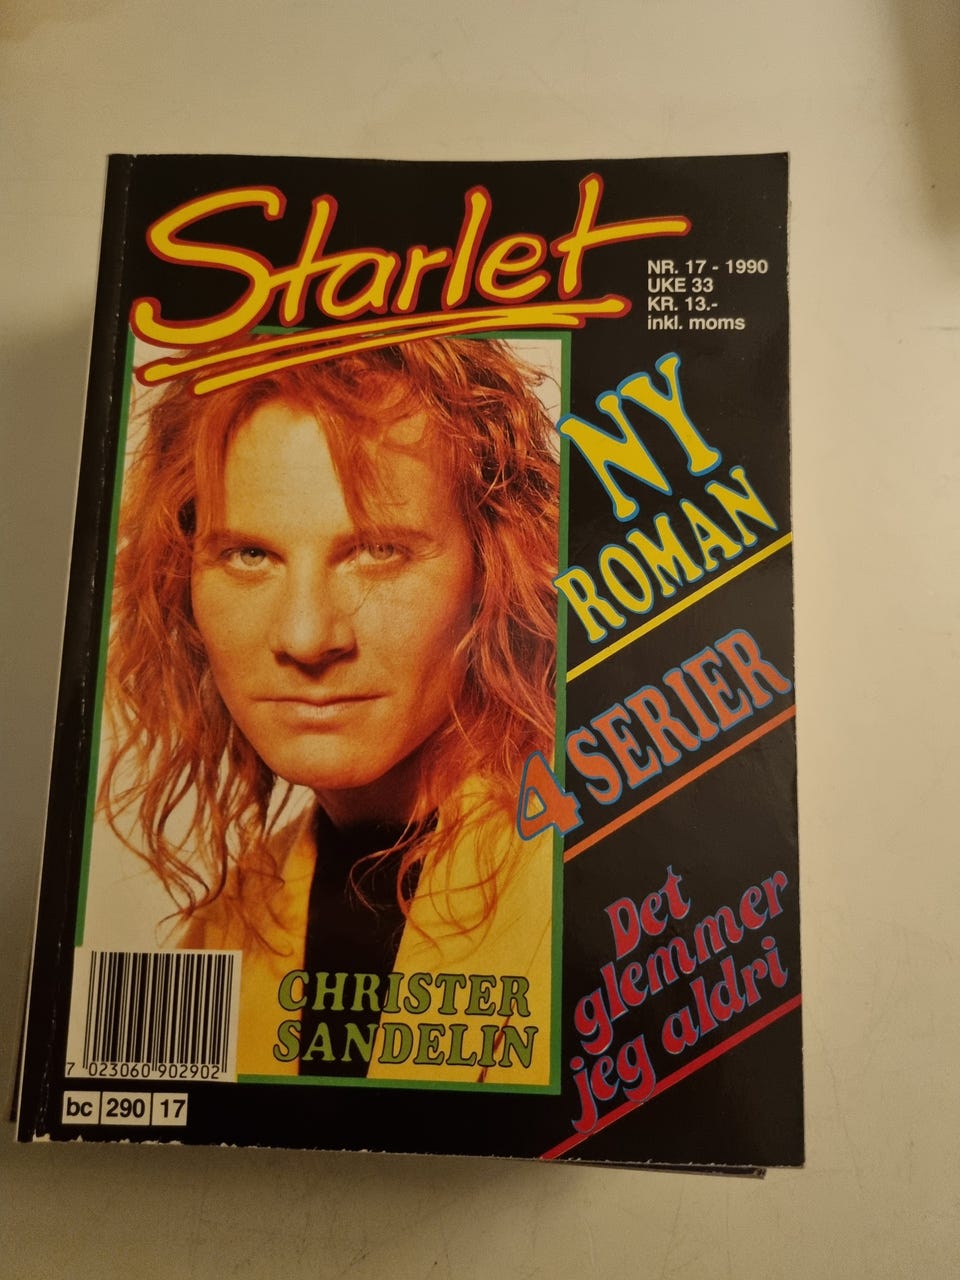 Starlet
NR. 17 - 1990
UKE 33
KR. 13.-
inkl. moms
NY
ROMAN
4 SERIER
Det
glemmer
jeg aldri
CHRISTER
SANDELIN
7 023060 902902
bc 290 17